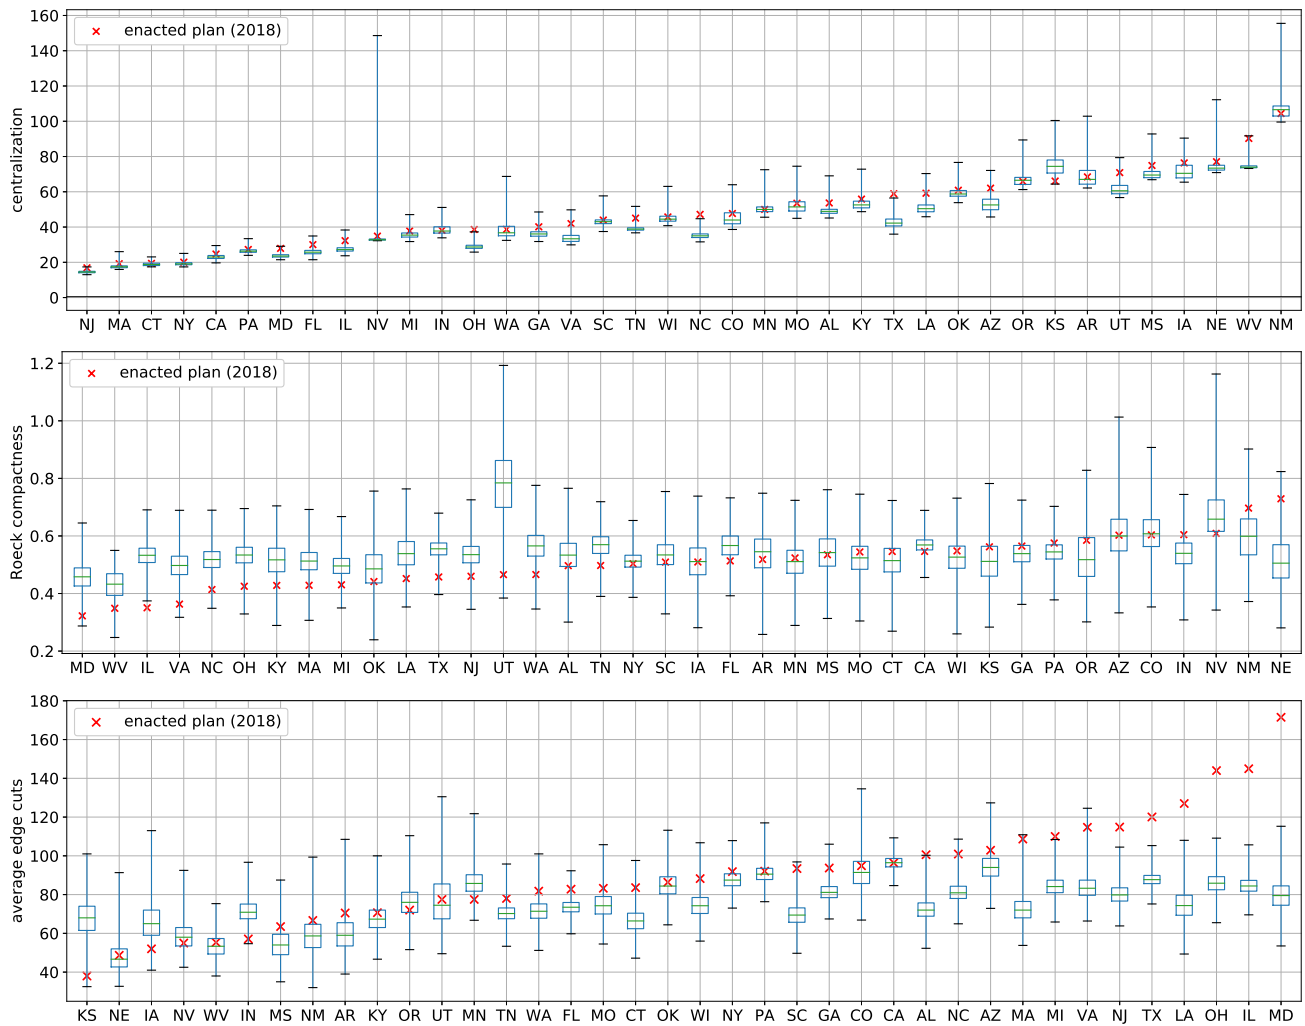 160
140
120
100
80
60
40
20
0
centralization
enacted plan (2018)
NJ MA CT NY CA PA MD FL IL NV MI IN OH WA GA VA SC TN WI NC CO MN MO AL KY TX LA OK AZ OR KS AR UT MS IA NE WV NM
1.2
1.0
0.8
0.6
0.4
0.2
Roeck compactness
enacted plan (2018)
MD WV IL VA NC OH KY MA MI OK LA TX NJ UT WA AL TN NY SC IA FL AR MN MS MO CT CA WI KS GA PA OR AZ CO IN NV NM NE
180
160
140
120
100
80
60
40
average edge cuts
enacted plan (2018)
KS NE IA NV WV IN MS NM AR KY OR UT MN TN WA FL MO CT OK WI NY PA SC GA CO CA AL NC AZ MA MI VA NJ TX LA OH IL MD